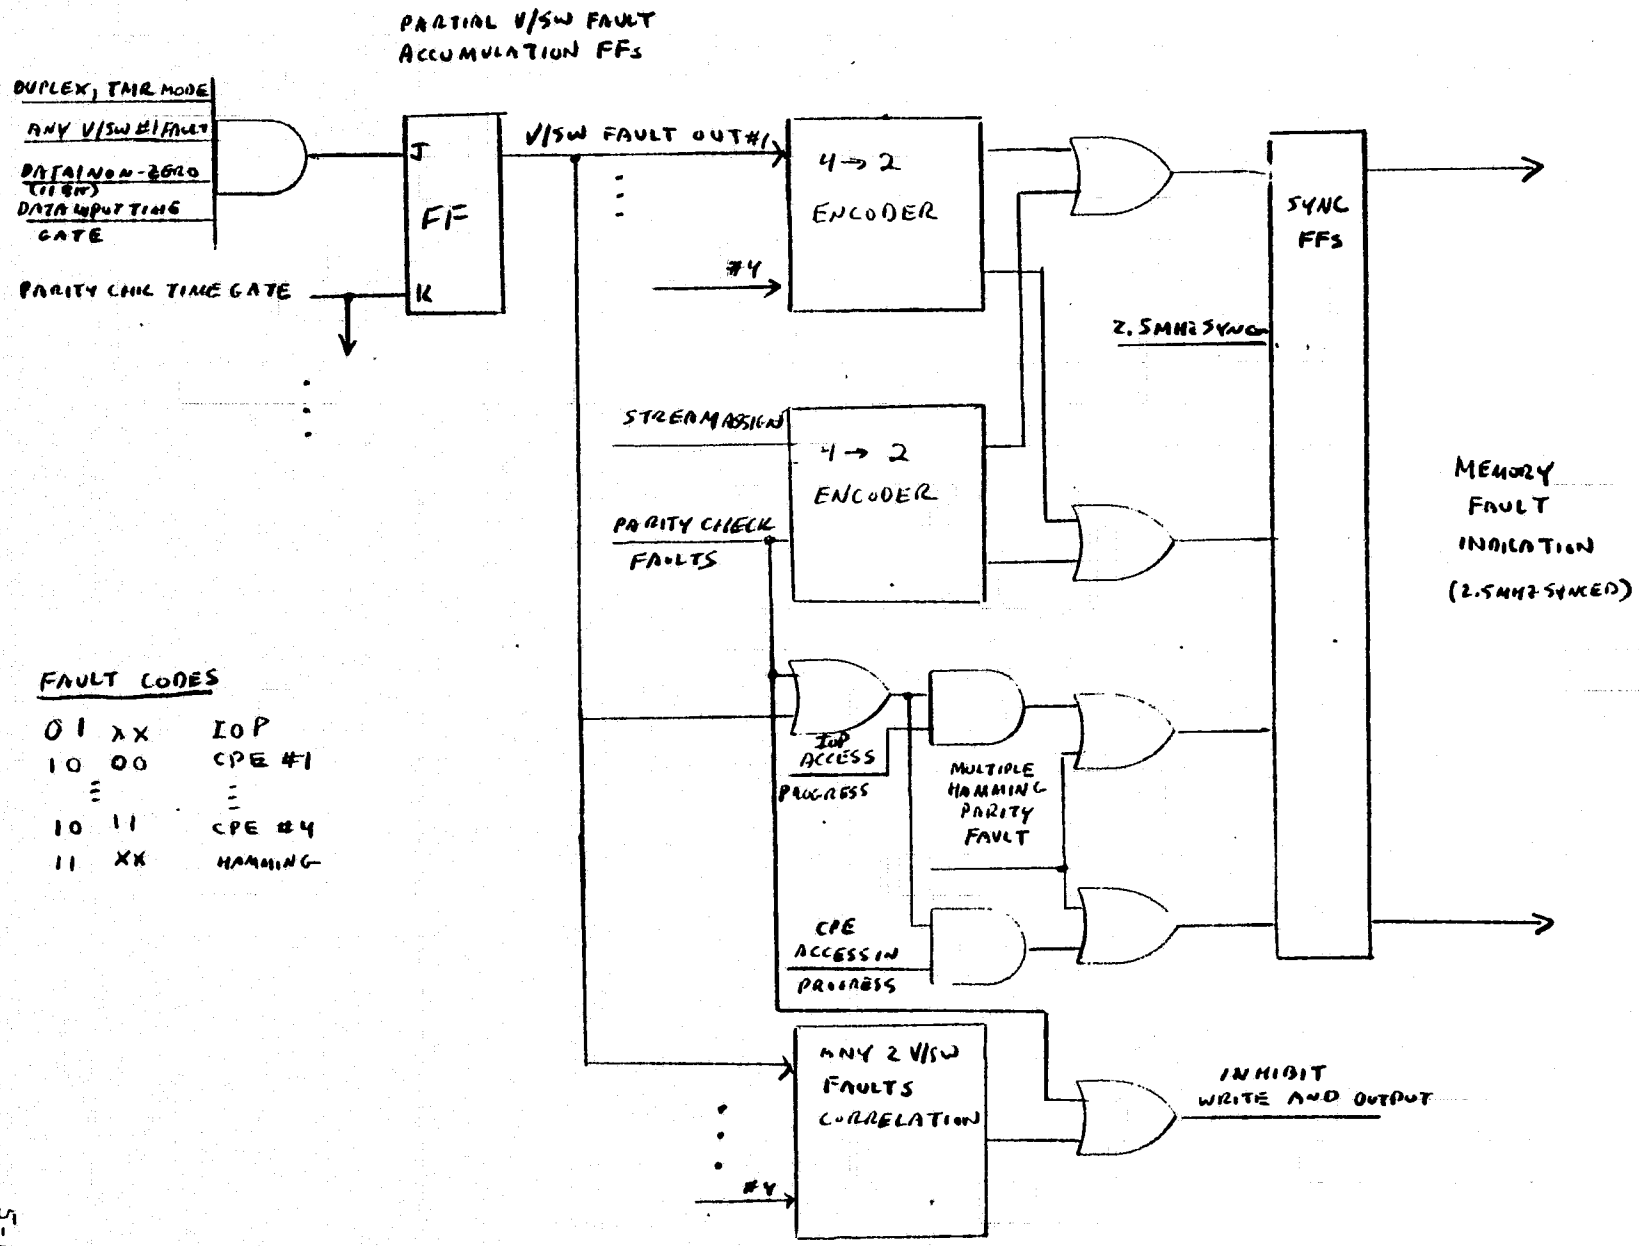 PARTIAL V/SW FAULT
ACCUMULATION FFS
DUPLEX, TMR MODE
ANY V/SW #1 FAULT
DATA NON-ZERO
(11 BIT)
DATA INPUT TIME
GATE
PARITY CHK TIME GATE
J
FF
K
V/SW FAULT OUT #1
#4
4→2
ENCODER
STREAM ASSIGN
PARITY CHECK
FAULTS
4→2
ENCODER
2.5MHZ SYNC
SYNC
FFS
MEMORY
FAULT
INDICATION
(2.5MHZ SYNCED)
FAULT CODES
01 XX IOP
10 00 CPE #1
10 11 CPE #4
11 XX HAMMING
IOP
ACCESS
PROGRESS
MULTIPLE
HAMMING
PARITY
FAULT
CPE
ACCESS IN
PROGRESS
ANY 2 V/SW
FAULTS
CORRELATION
#4
INHIBIT
WRITE AND OUTPUT